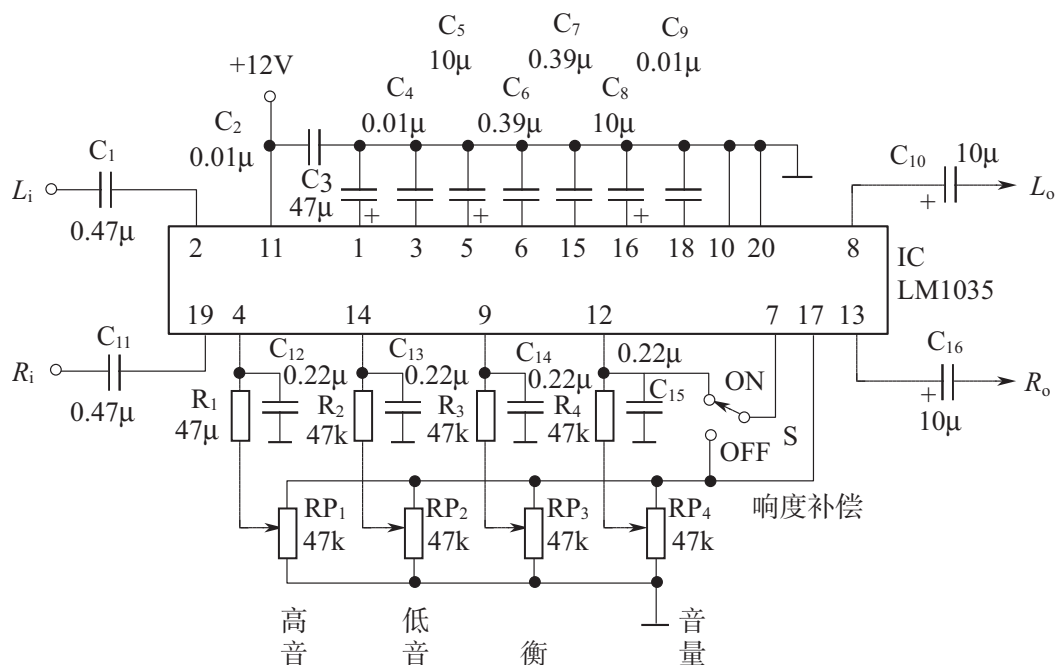 C5 C7 C9
10μ 0.39μ 0.01μ
+12V
C4 C6 C8
C2 0.01μ 0.39μ 10μ
0.01μ
C1 C3 C10 10μ
Li 47μ + + + + Lo
0.47μ
2 11 1 3 5 6 15 16 18 10 20 8 IC
LM1035
19 4 14 9 12 7 17 13
C11 C12 C13 C14 0.22μ C16
0.22μ 0.22μ 0.22μ
Ri R1 R2 R3 R4 C15 ON Ro
0.47μ 47μ 47k 47k 47k S + 10μ
OFF
RP1 RP2 RP3 RP4 响度补偿
47k 47k 47k 47k
高音 低音 衡 音量